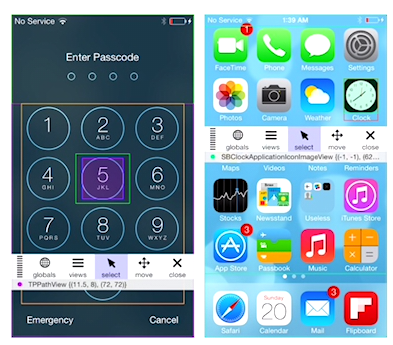 No Service
Enter Passcode
1
2
ABC
3
DEF
4
GHI
5
JKL
6
MNO
7
PQRS
8
TUV
9
WXYZ
globals
views
select
move
close
TPPathView {{11.5, 8}, {72, 72}}
Emergency
Cancel
No Service
1:39 AM
1
FaceTime
Phone
Messages
Settings
Photos
Camera
Weather
Clock
globals
views
select
move
close
SBClockApplicationIconImageView {{-1, -1}, {62...
Maps
Videos
Notes
Reminders
Stocks
Newsstand
Useless
iTunes Store
3
App Store
Passbook
Music
Calculator
Sunday
20
3
Safari
Calendar
Mail
Flipboard